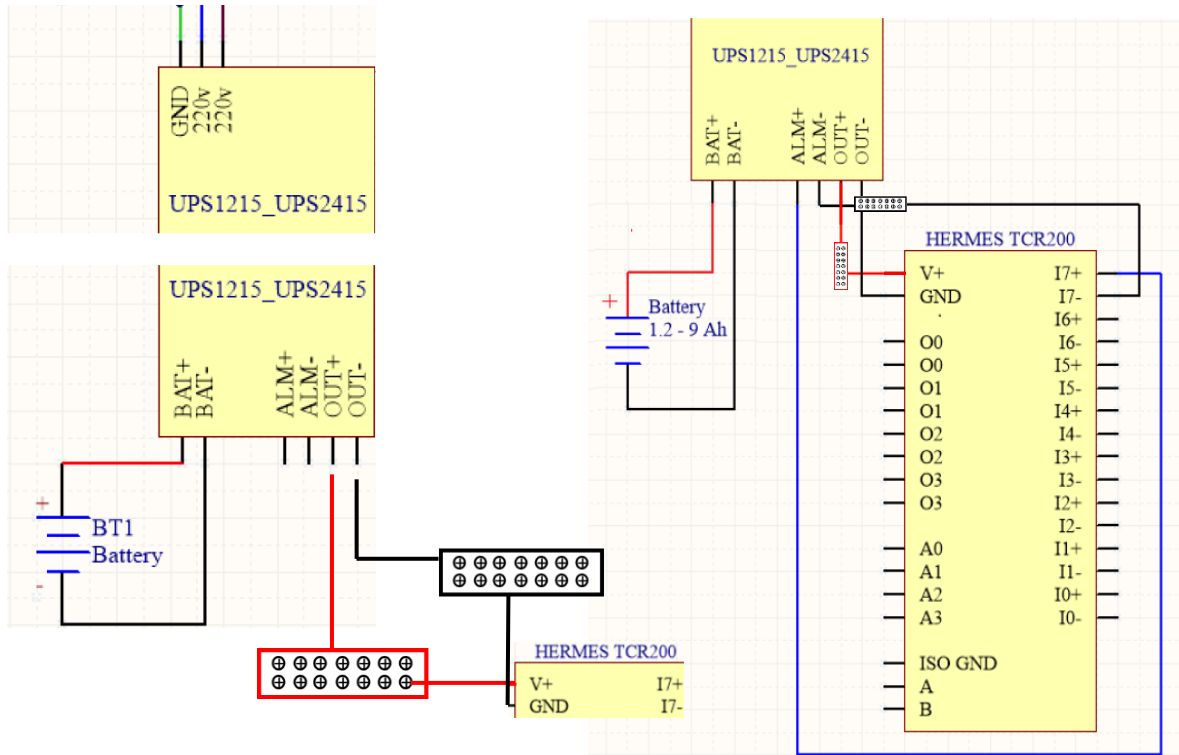 GND
220v
220v
UPS1215_UPS2415
UPS1215_UPS2415
BAT+
BAT-
ALM+
ALM-
OUT+
OUT-
+
BT1
Battery
-
HERMES TCR200
V+ I7+
GND I7-
UPS1215_UPS2415
BAT+
BAT-
ALM+
ALM-
OUT+
OUT-
+
Battery
1.2 - 9 Ah
HERMES TCR200
V+ I7+
GND I7-
I6+
O0 I6-
O0 I5+
O1 I5-
O1 I4+
O2 I4-
O2 I3+
O3 I3-
O3 I2+
I2-
A0 I1+
A1 I1-
A2 I0+
A3 I0-
ISO GND
A
B